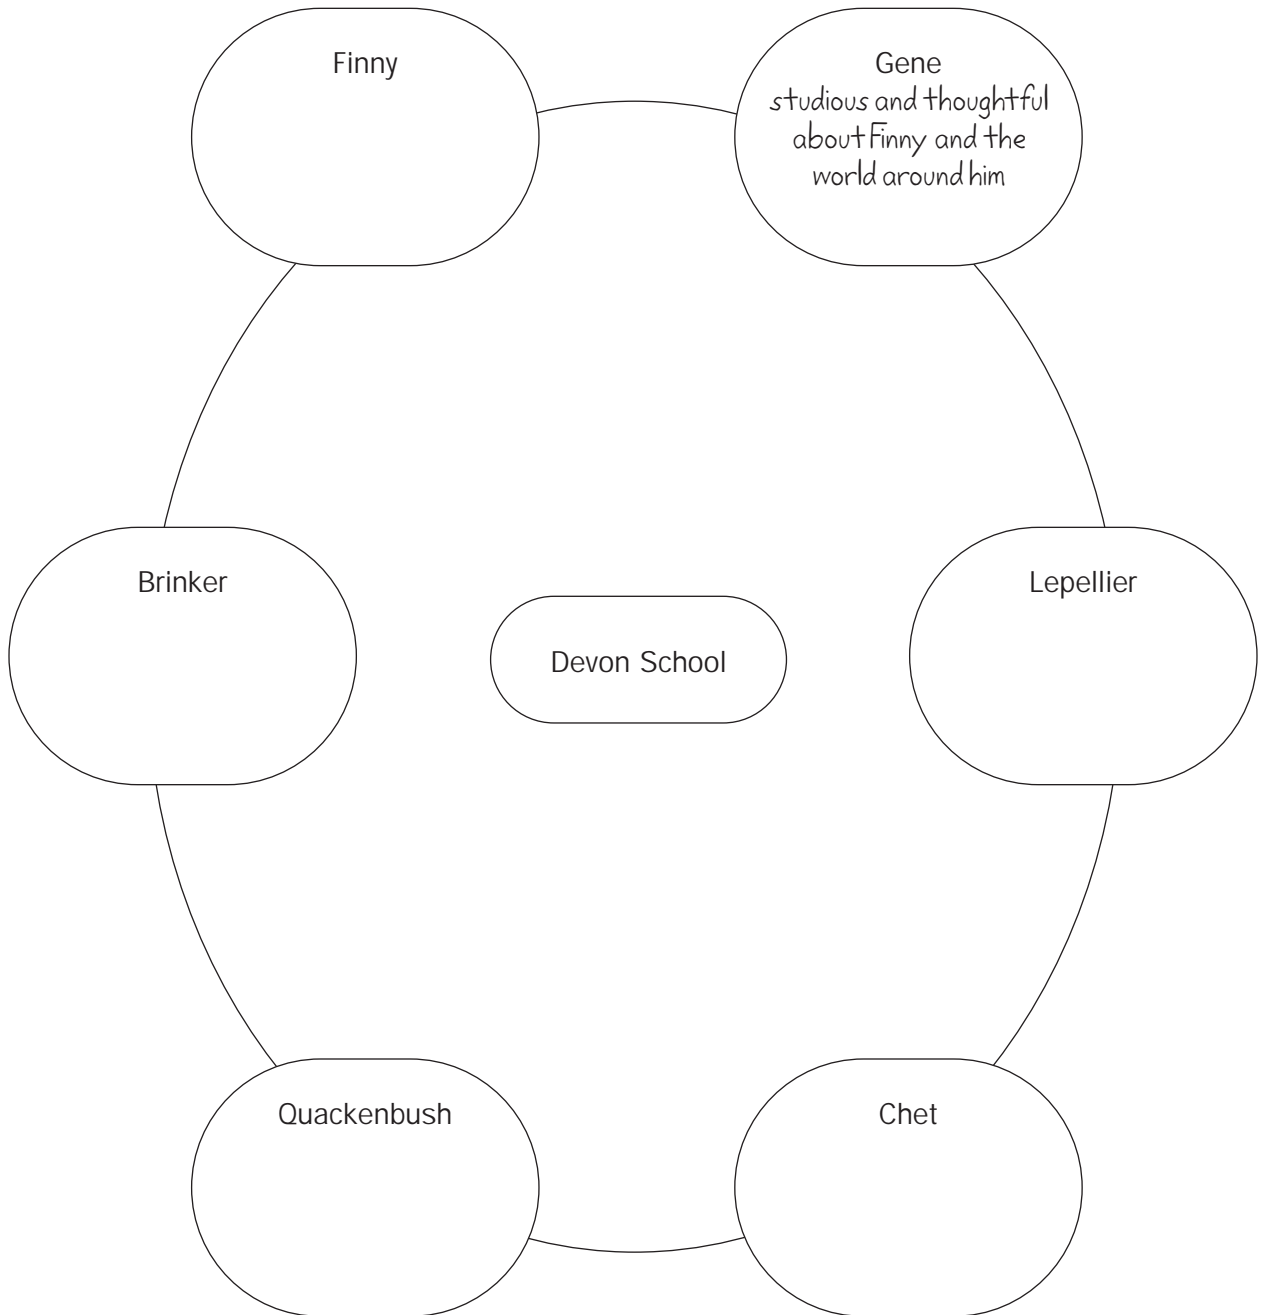 Finny
Gene
studious and thoughtful
about Finny and the
world around him
Brinker
Lepellier
Devon School
Quackenbush
Chet